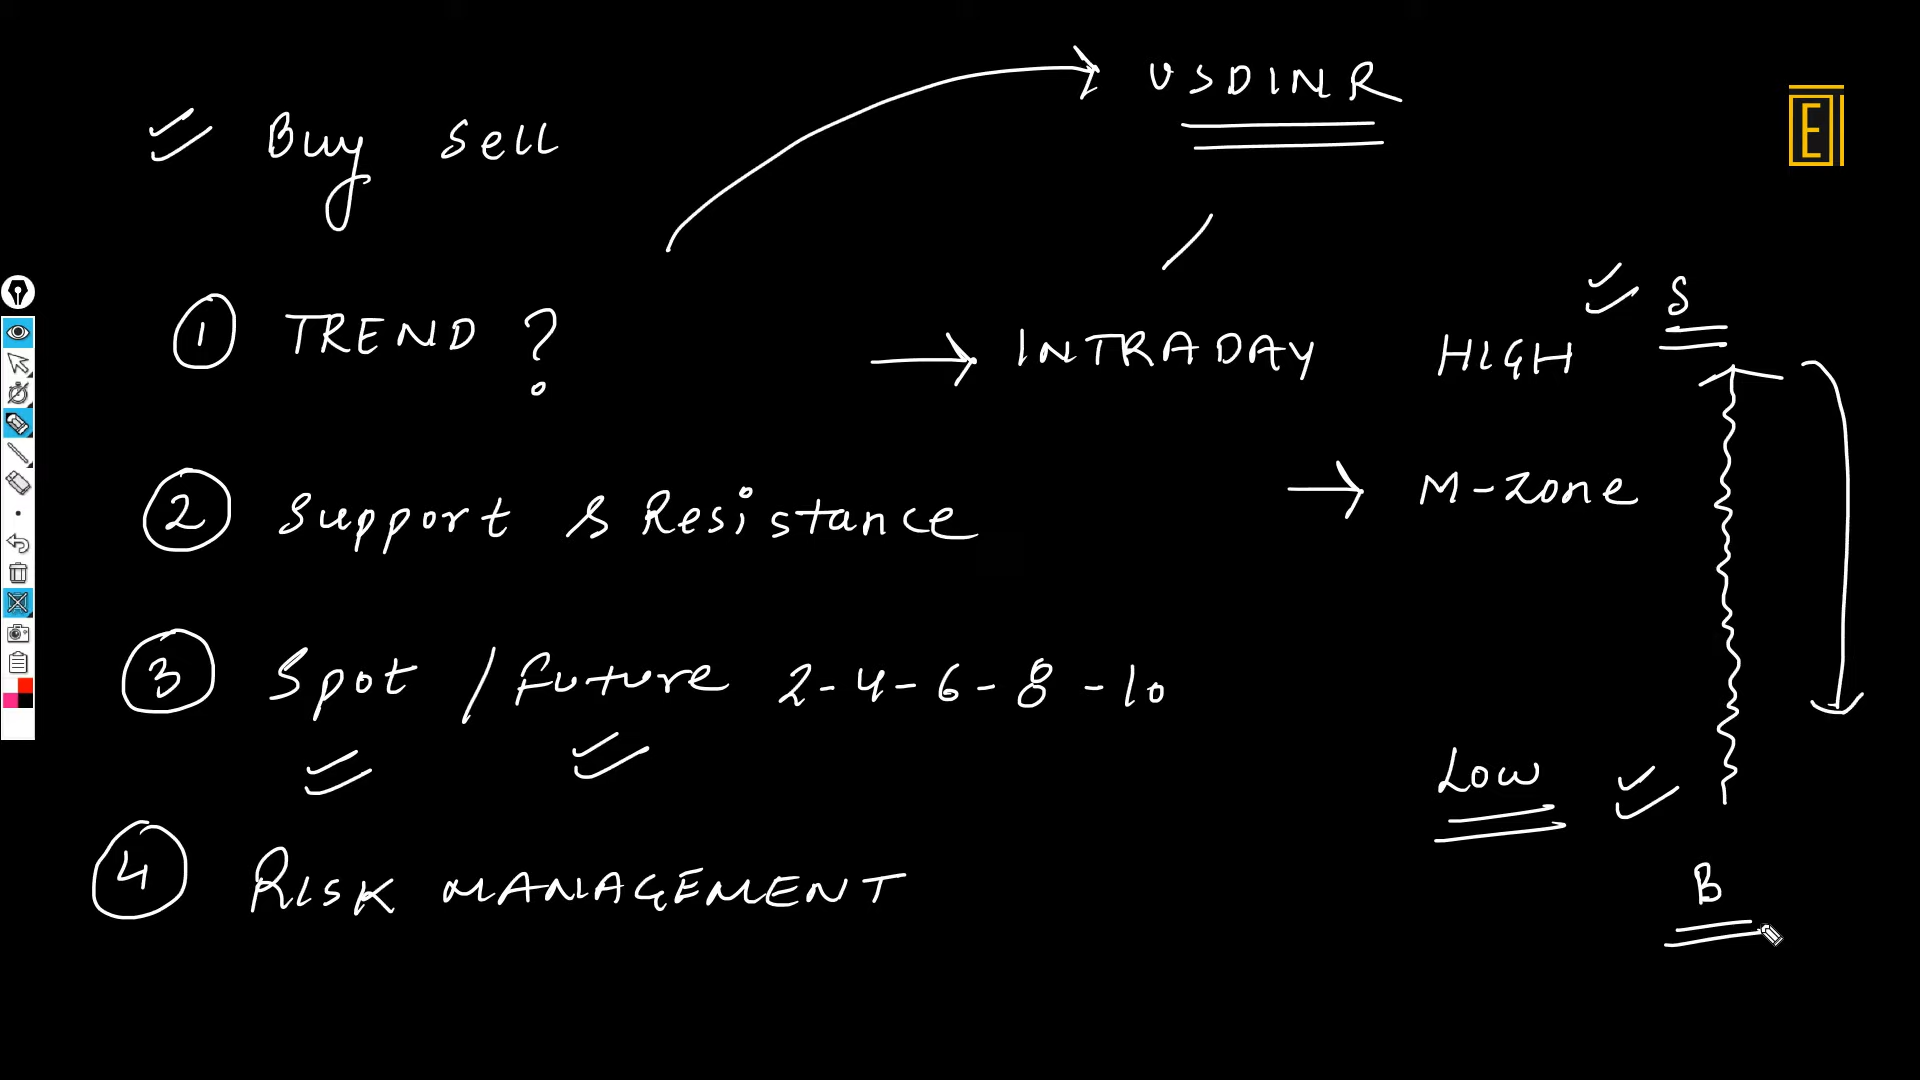 USDINR
Buy Sell
E
S
1 TREND ?
INTRADAY HIGH
M-Zone
2 Support & Resistance
3 Spot / Future 2-4-6-8-10
Low
4 RISK MANAGEMENT
B